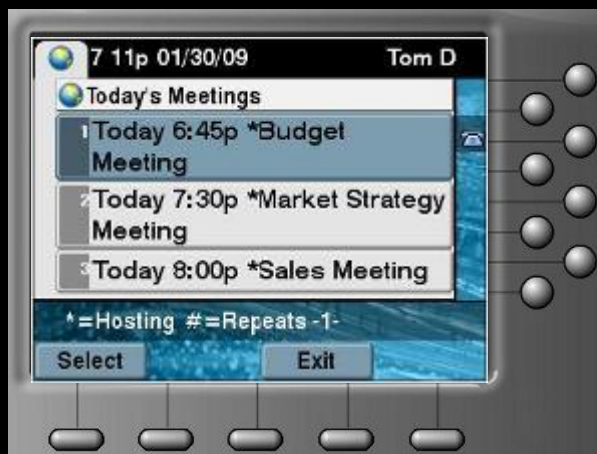 7 11p 01/30/09 Tom D
Today's Meetings
1 Today 6:45p *Budget
Meeting
2 Today 7:30p *Market Strategy
Meeting
3 Today 8:00p *Sales Meeting
*=Hosting #=Repeats -1-
Select Exit